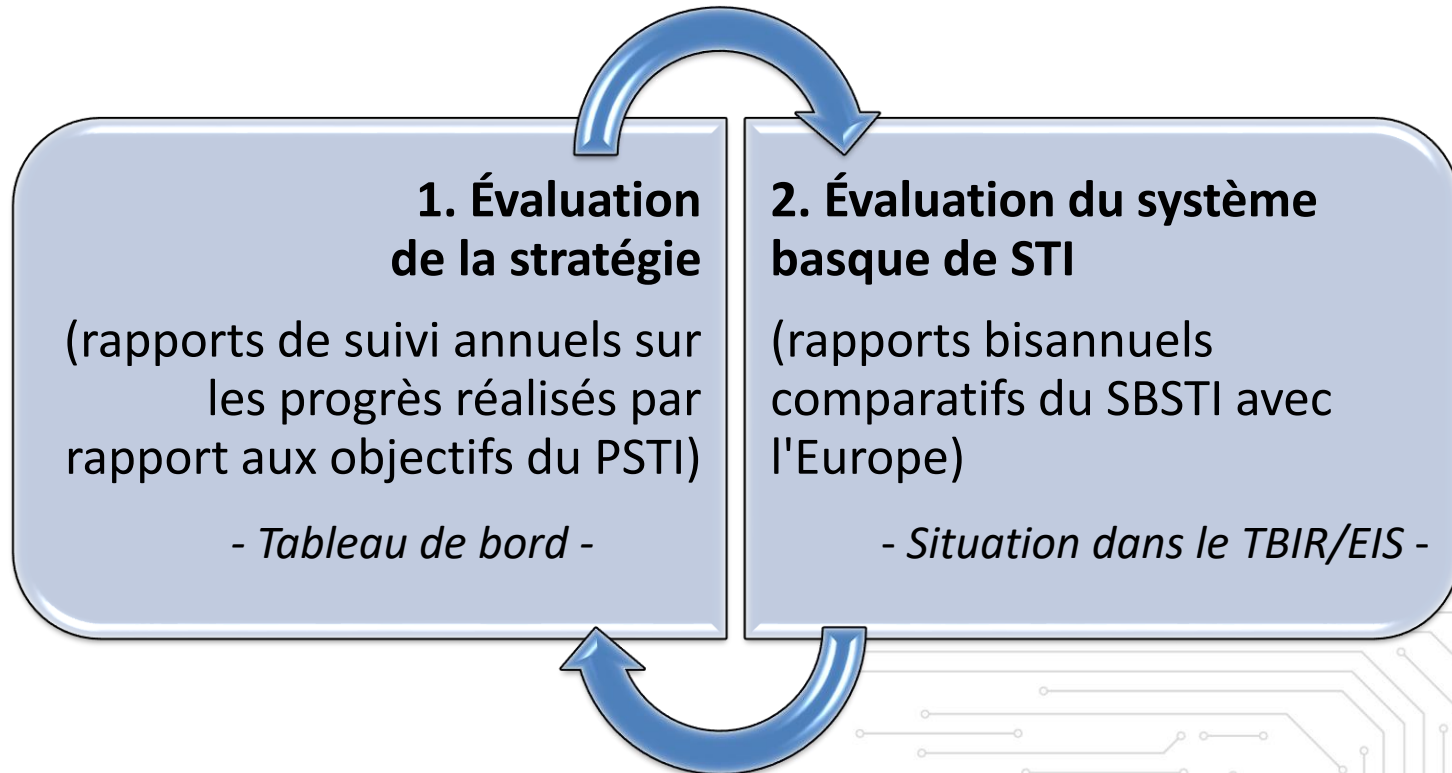 1. Évaluation
de la stratégie
(rapports de suivi annuels sur
les progrès réalisés par
rapport aux objectifs du PSTI)
- Tableau de bord -
2. Évaluation du système
basque de STI
(rapports bisannuels
comparatifs du SBSTI avec
l'Europe)
- Situation dans le TBIR/EIS -